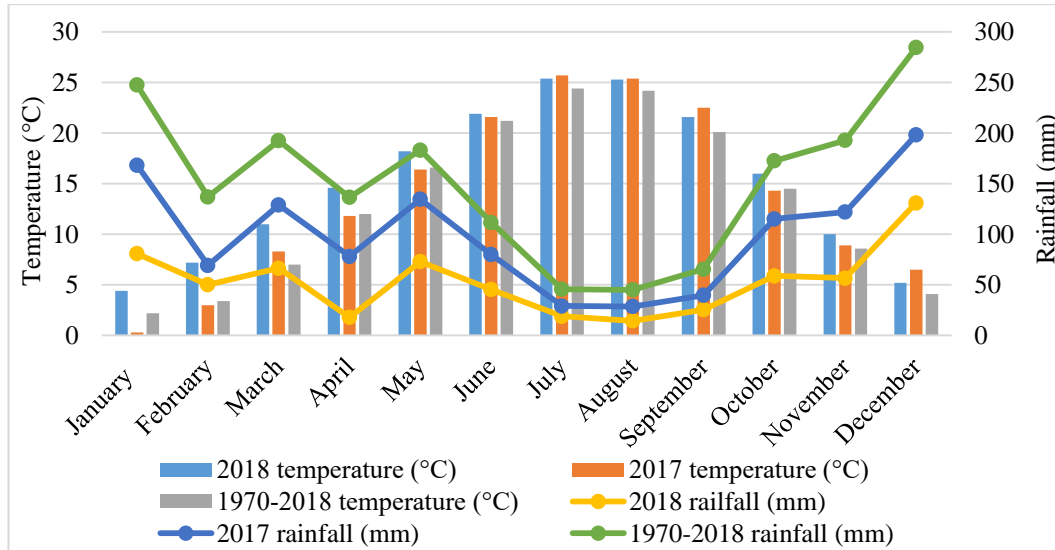 30 300
25 250
20 200
15 150
10 100
5 50
0 0
Temperature (°C)
Rainfall (mm)
January February March April May June July August September October November December
2018 temperature (°C) 2017 temperature (°C)
1970-2018 temperature (°C) 2018 railfall (mm)
2017 rainfall (mm) 1970-2018 rainfall (mm)